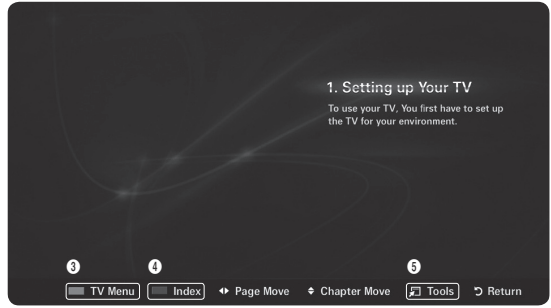 1. Setting up Your TV
To use your TV, You first have to set up
the TV for your environment.
3 4 5
TV Menu Index Page Move Chapter Move Tools Return